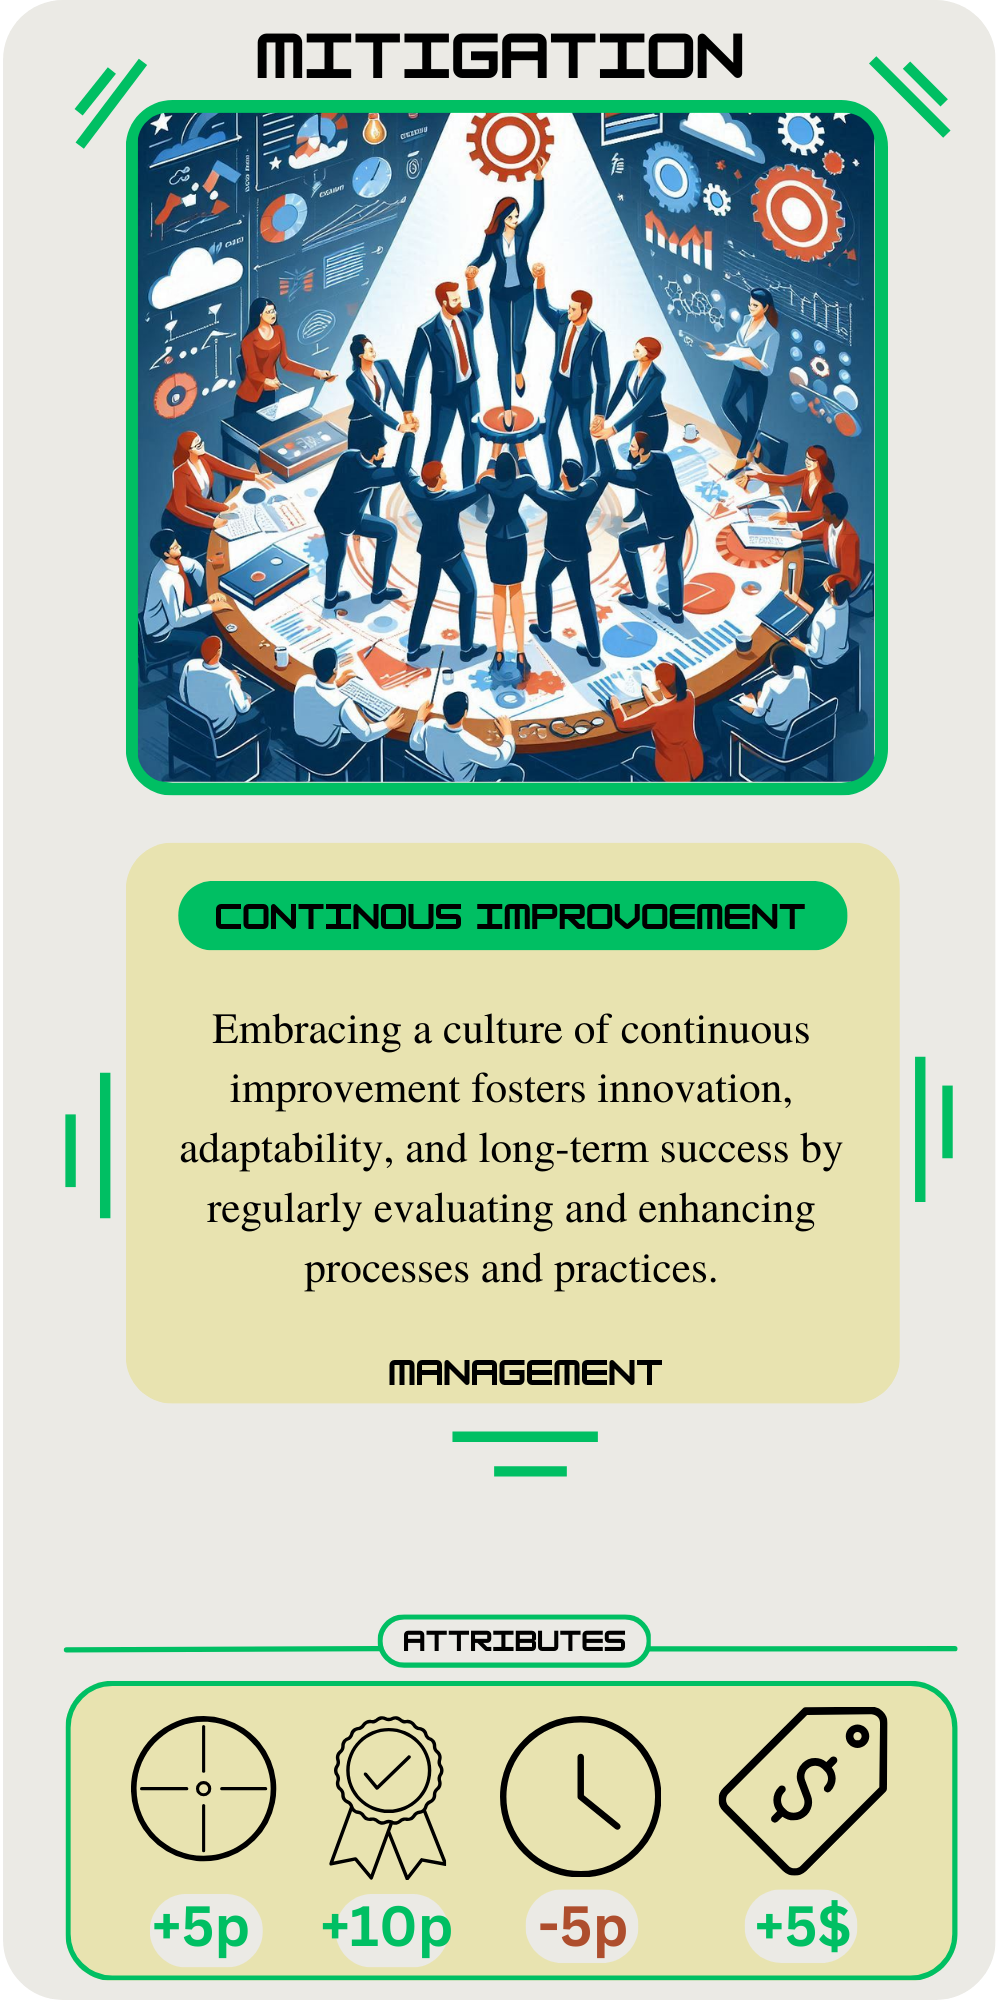 MITIGATION
CONTINOUS IMPROVOEMENT
Embracing a culture of continuous
improvement fosters innovation,
adaptability, and long-term success by
regularly evaluating and enhancing
processes and practices.
MANAGEMENT
ATTRIBUTES
+5p +10p -5p +5$